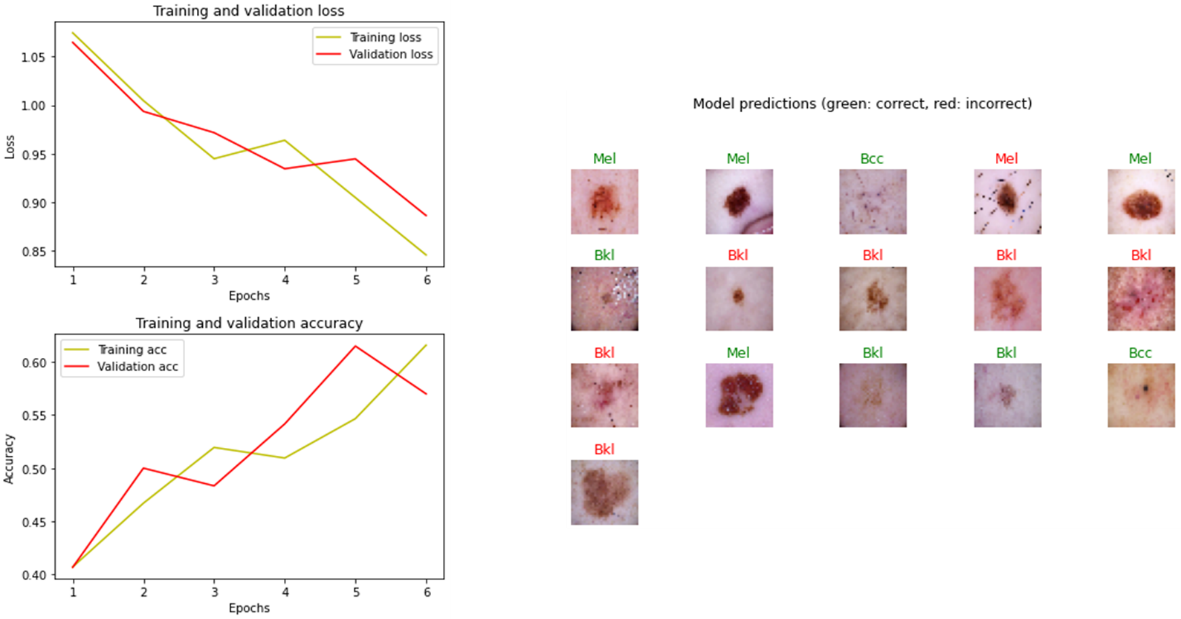 Training and validation loss
Training loss
Validation loss
1.05
1.00
0.95
0.90
0.85
Loss
1 2 3 4 5 6
Epochs
Training and validation accuracy
Training acc
Validation acc
0.60
0.55
0.50
0.45
0.40
Accuracy
1 2 3 4 5 6
Epochs
Model predictions (green: correct, red: incorrect)
Mel Mel Bcc Mel Mel
Bkl Bkl Bkl Bkl Bkl
Bkl Mel Bkl Bkl Bcc
Bkl